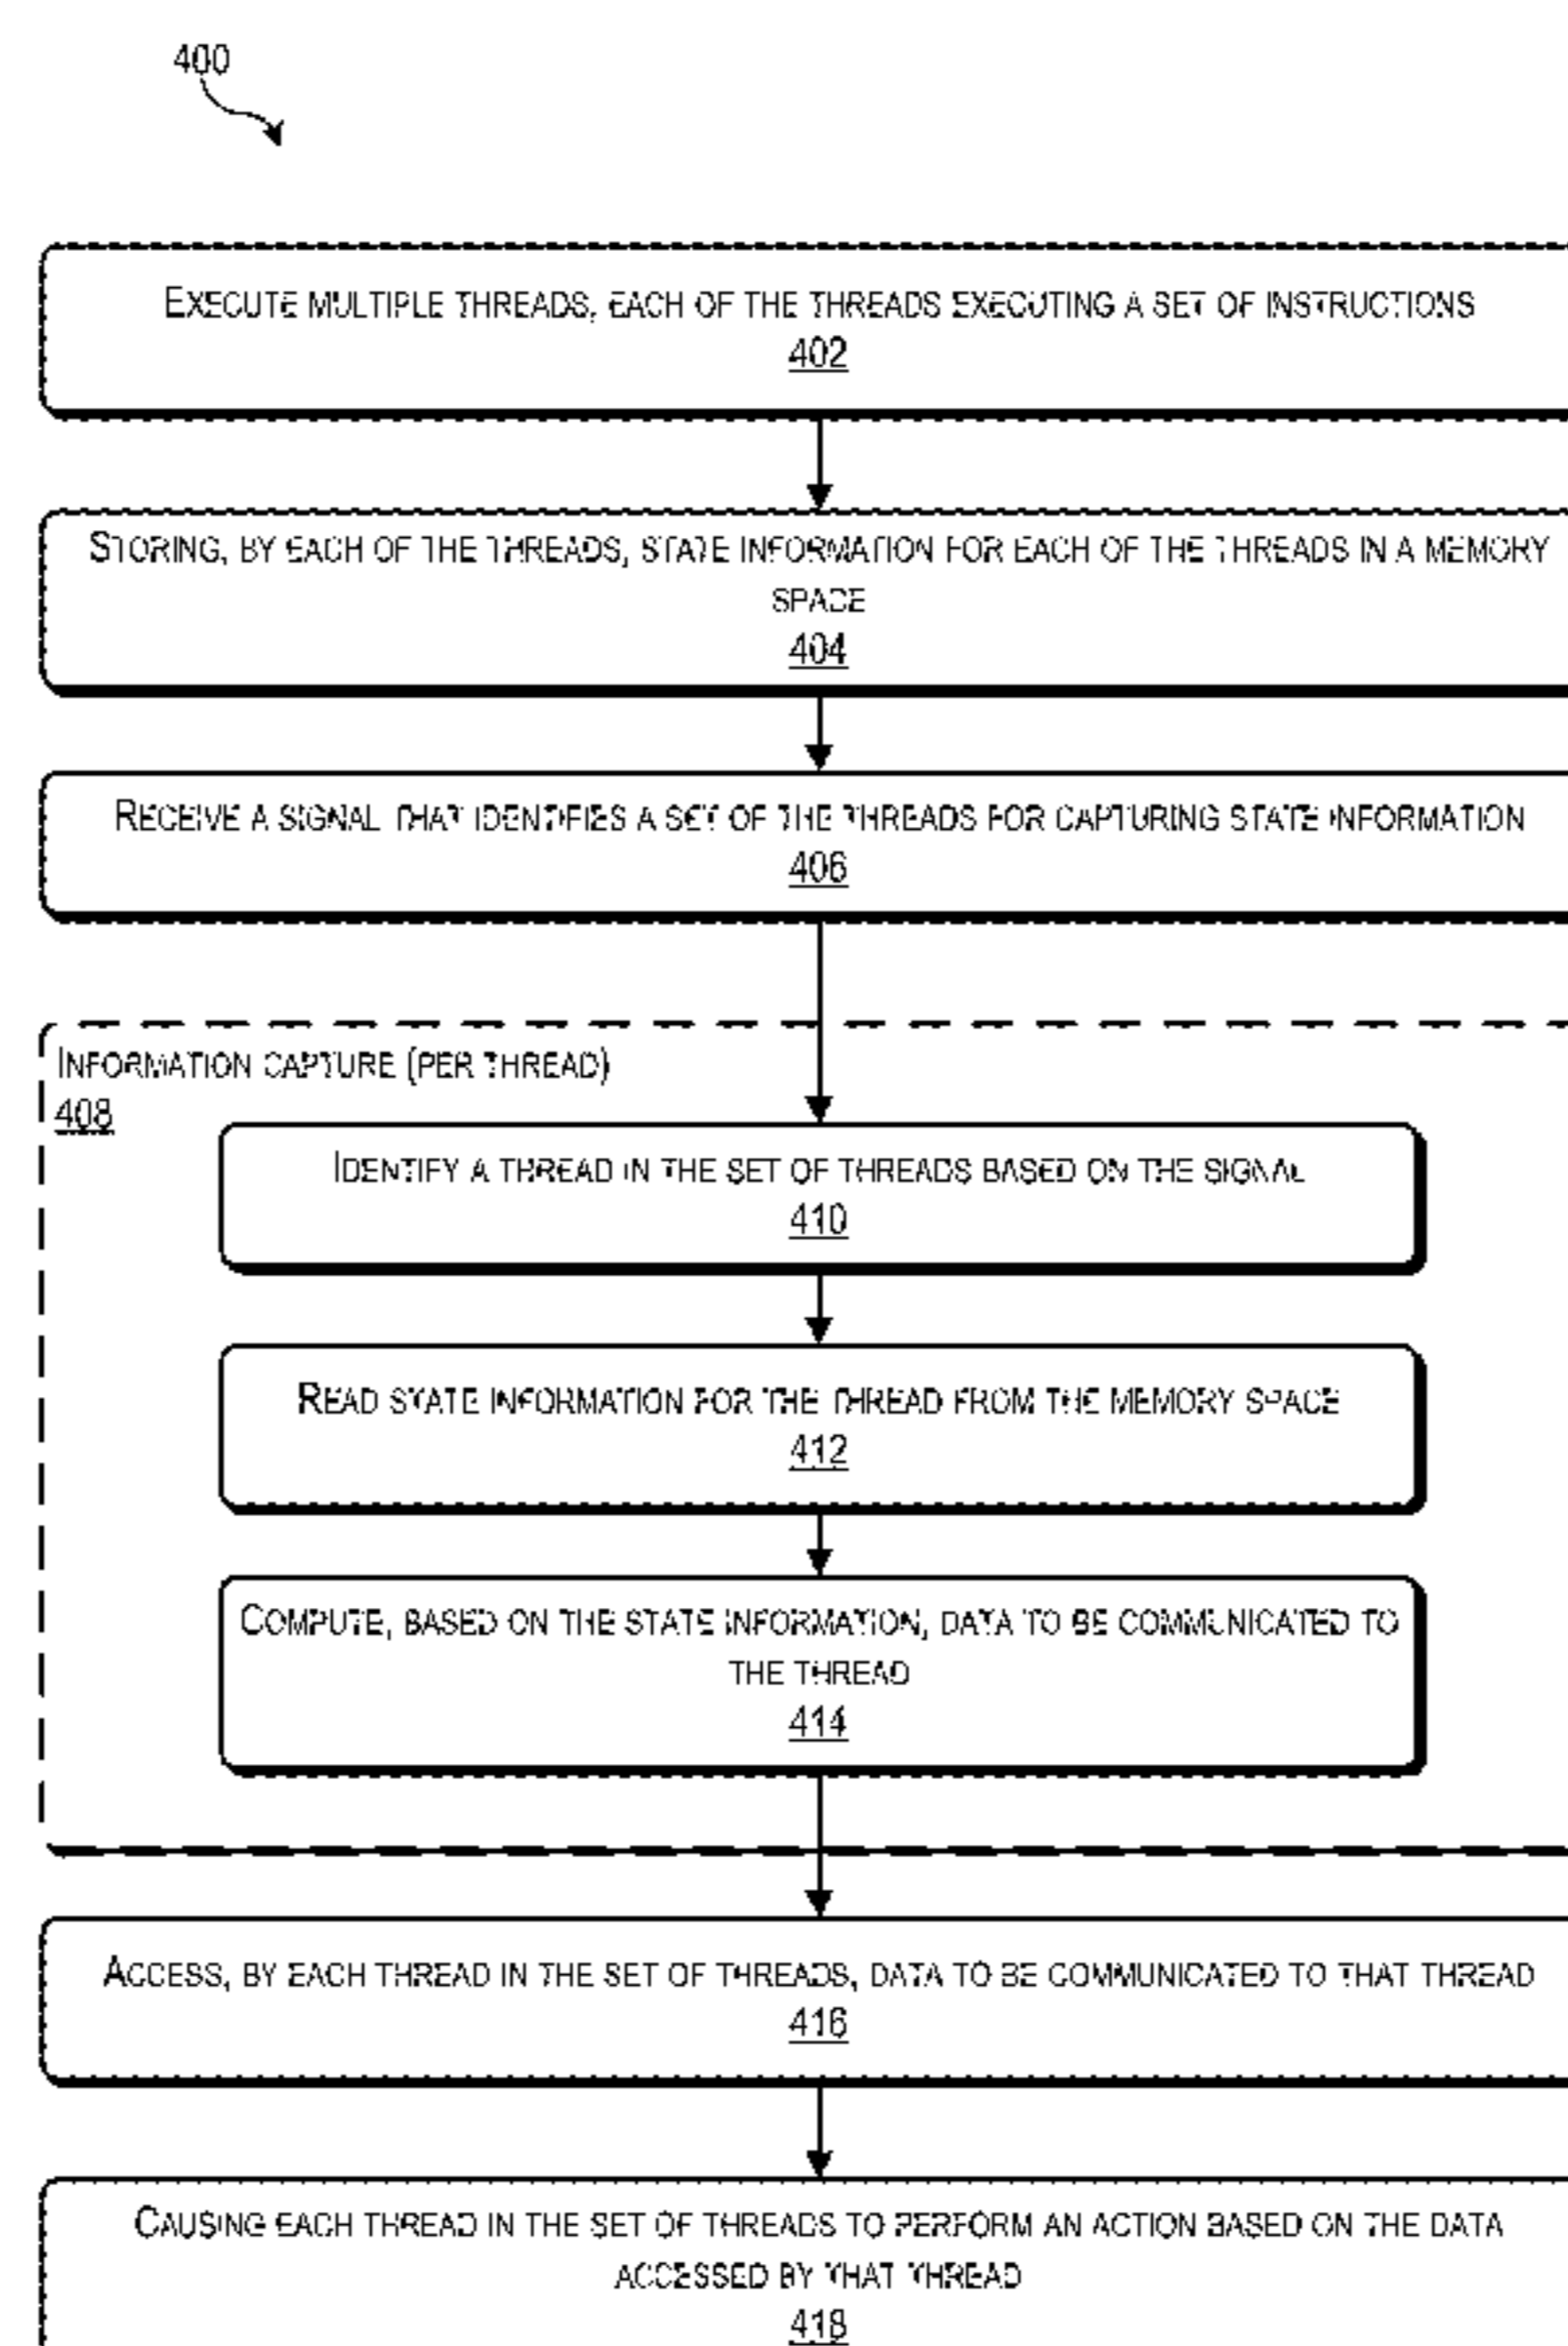 400
EXECUTE MULTIPLE THREADS, EACH OF THE THREADS EXECUTING A SET OF INSTRUCTIONS
402
STORING, BY EACH OF THE THREADS, STATE INFORMATION FOR EACH OF THE THREADS IN A MEMORY
SPACE
404
RECEIVE A SIGNAL THAT IDENTIFIES A SET OF THE THREADS FOR CAPTURING STATE INFORMATION
406
INFORMATION CAPTURE (PER THREAD)
408
IDENTIFY A THREAD IN THE SET OF THREADS BASED ON THE SIGNAL
410
READ STATE INFORMATION FOR THE THREAD FROM THE MEMORY SPACE
412
COMPUTE, BASED ON THE STATE INFORMATION, DATA TO BE COMMUNICATED TO
THE THREAD
414
ACCESS, BY EACH THREAD IN THE SET OF THREADS, DATA TO BE COMMUNICATED TO THAT THREAD
416
CAUSING EACH THREAD IN THE SET OF THREADS TO PERFORM AN ACTION BASED ON THE DATA
ACCESSED BY THAT THREAD
418